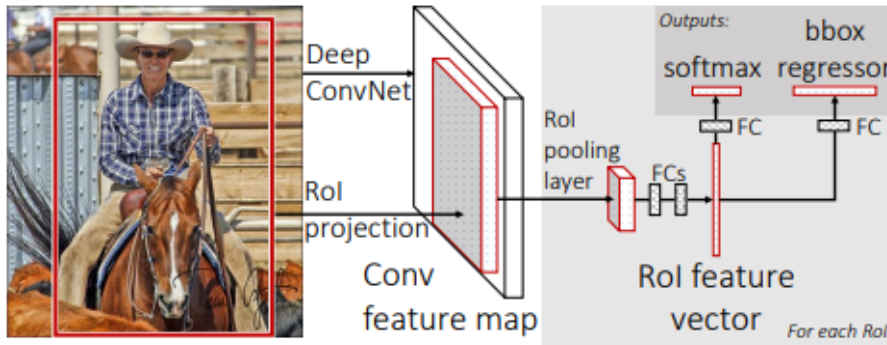 Deep
ConvNet
RoI
projection
Conv
feature map
RoI
pooling
layer
FCs
RoI feature
vector
Outputs:
softmax
bbox
regressor
FC
FC
For each RoI